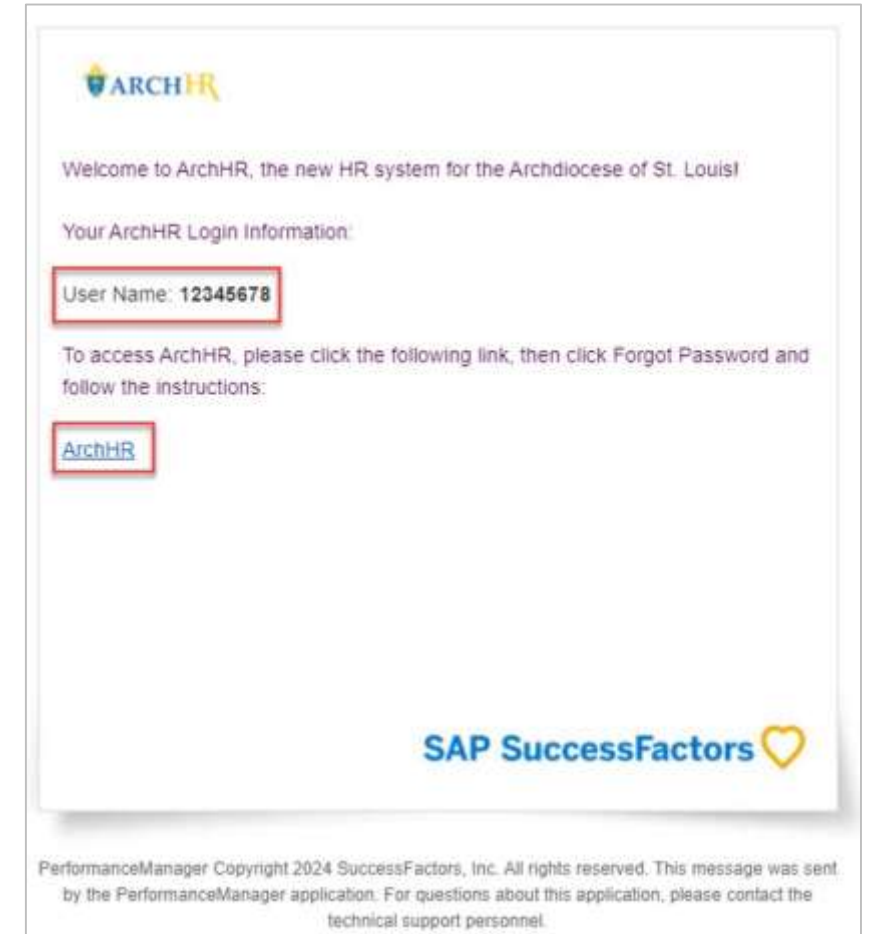 ARCHHR
Welcome to ArchHR, the new HR system for the Archdiocese of St. Louis!
Your ArchHR Login Information:
User Name: 12345678
To access ArchHR, please click the following link, then click Forgot Password and
follow the instructions:
ArchHR
SAP SuccessFactors
PerformanceManager Copyright 2024 SuccessFactors, Inc. All rights reserved. This message was sent
by the PerformanceManager application. For questions about this application, please contact the
technical support personnel.